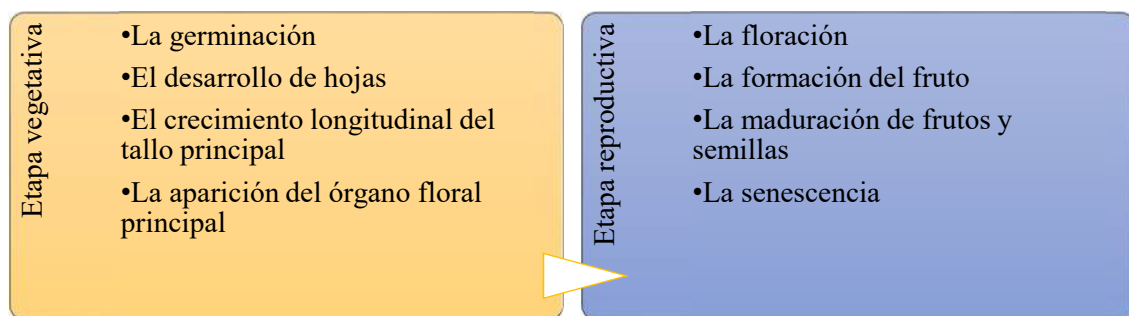 Etapa vegetativa
•La germinación
•El desarrollo de hojas
•El crecimiento longitudinal del
tallo principal
•La aparición del órgano floral
principal
Etapa reproductiva
•La floración
•La formación del fruto
•La maduración de frutos y
semillas
•La senescencia